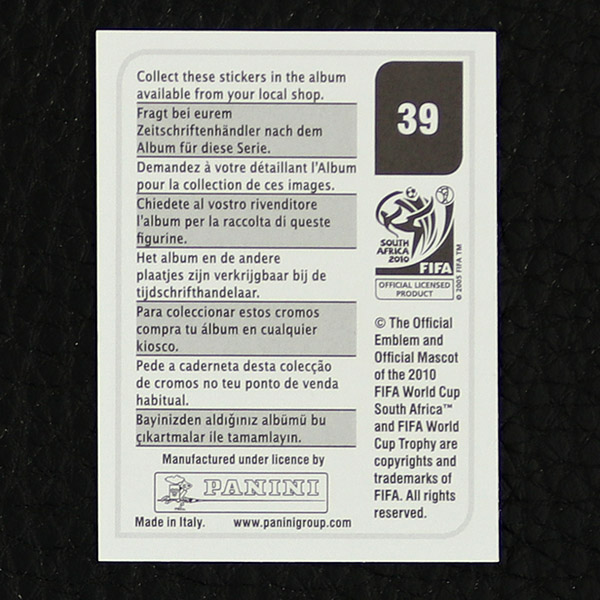 Collect these stickers in the album
available from your local shop.
Fragt bei eurem
Zeitschriftenhändler nach dem
Album für diese Serie.
Demandez à votre détaillant l'Album
pour la collection de ces images.
Chiedete al vostro rivenditore
l'album per la raccolta di queste
figurine.
Het album en de andere
plaatjes zijn verkrijgbaar bij de
tijdschrifthandelaar.
Para coleccionar estos cromos
compra tu álbum en cualquier
kiosco.
Pede a caderneta desta colecção
de cromos no teu ponto de venda
habitual.
Bayinizden aldığınız albümü bu
çıkartmalar ile tamamlayın.
Manufactured under licence by
PANINI
Made in Italy.
www.paninigroup.com
39
SOUTH
AFRICA
2010
FIFA
© 2005 FIFA TM
OFFICIAL LICENSED
PRODUCT
© The Official
Emblem and
Official Mascot
of the 2010
FIFA World Cup
South Africa™
and FIFA World
Cup Trophy are
copyrights and
trademarks of
FIFA. All rights
reserved.